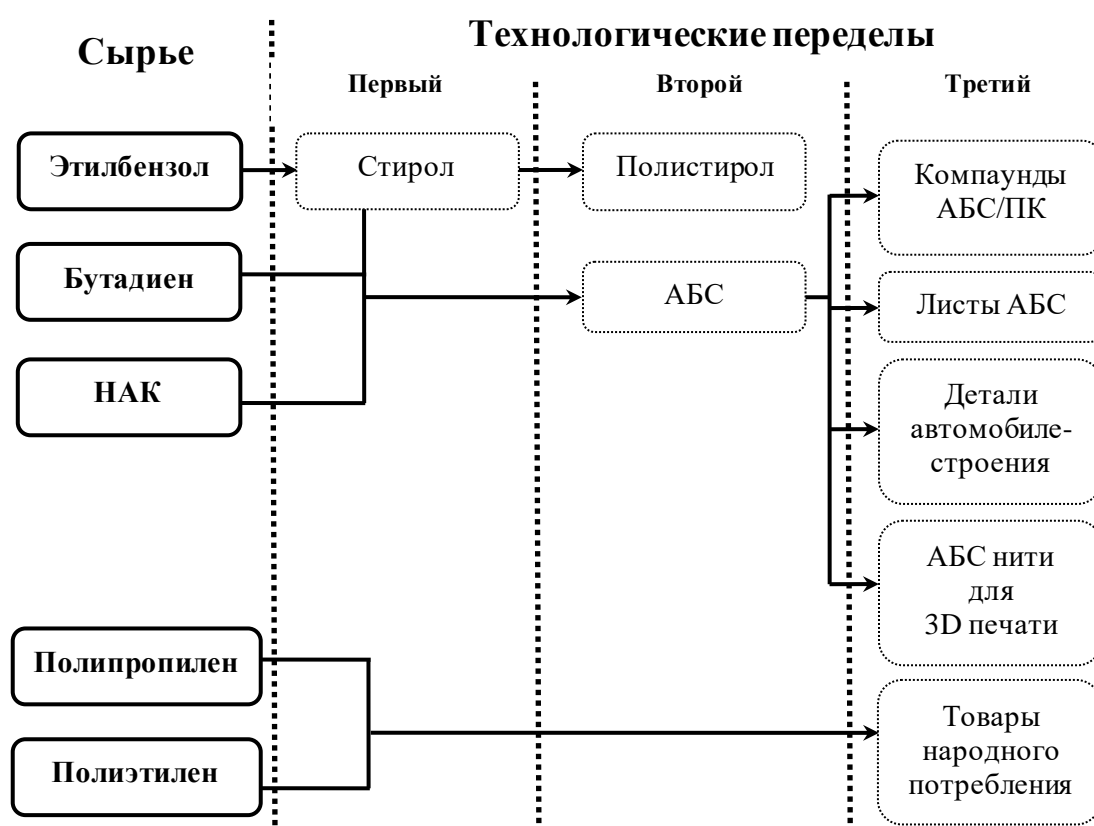 Сырье
Технологические переделы
Первый
Второй
Третий
Этилбензол
Стирол
Полистирол
Компаунды
АБС/ПК
Бутадиен
АБС
Листы АБС
НАК
Детали
автомобиле-
строения
АБС нити
для
3D печати
Полипропилен
Товары
народного
потребления
Полиэтилен